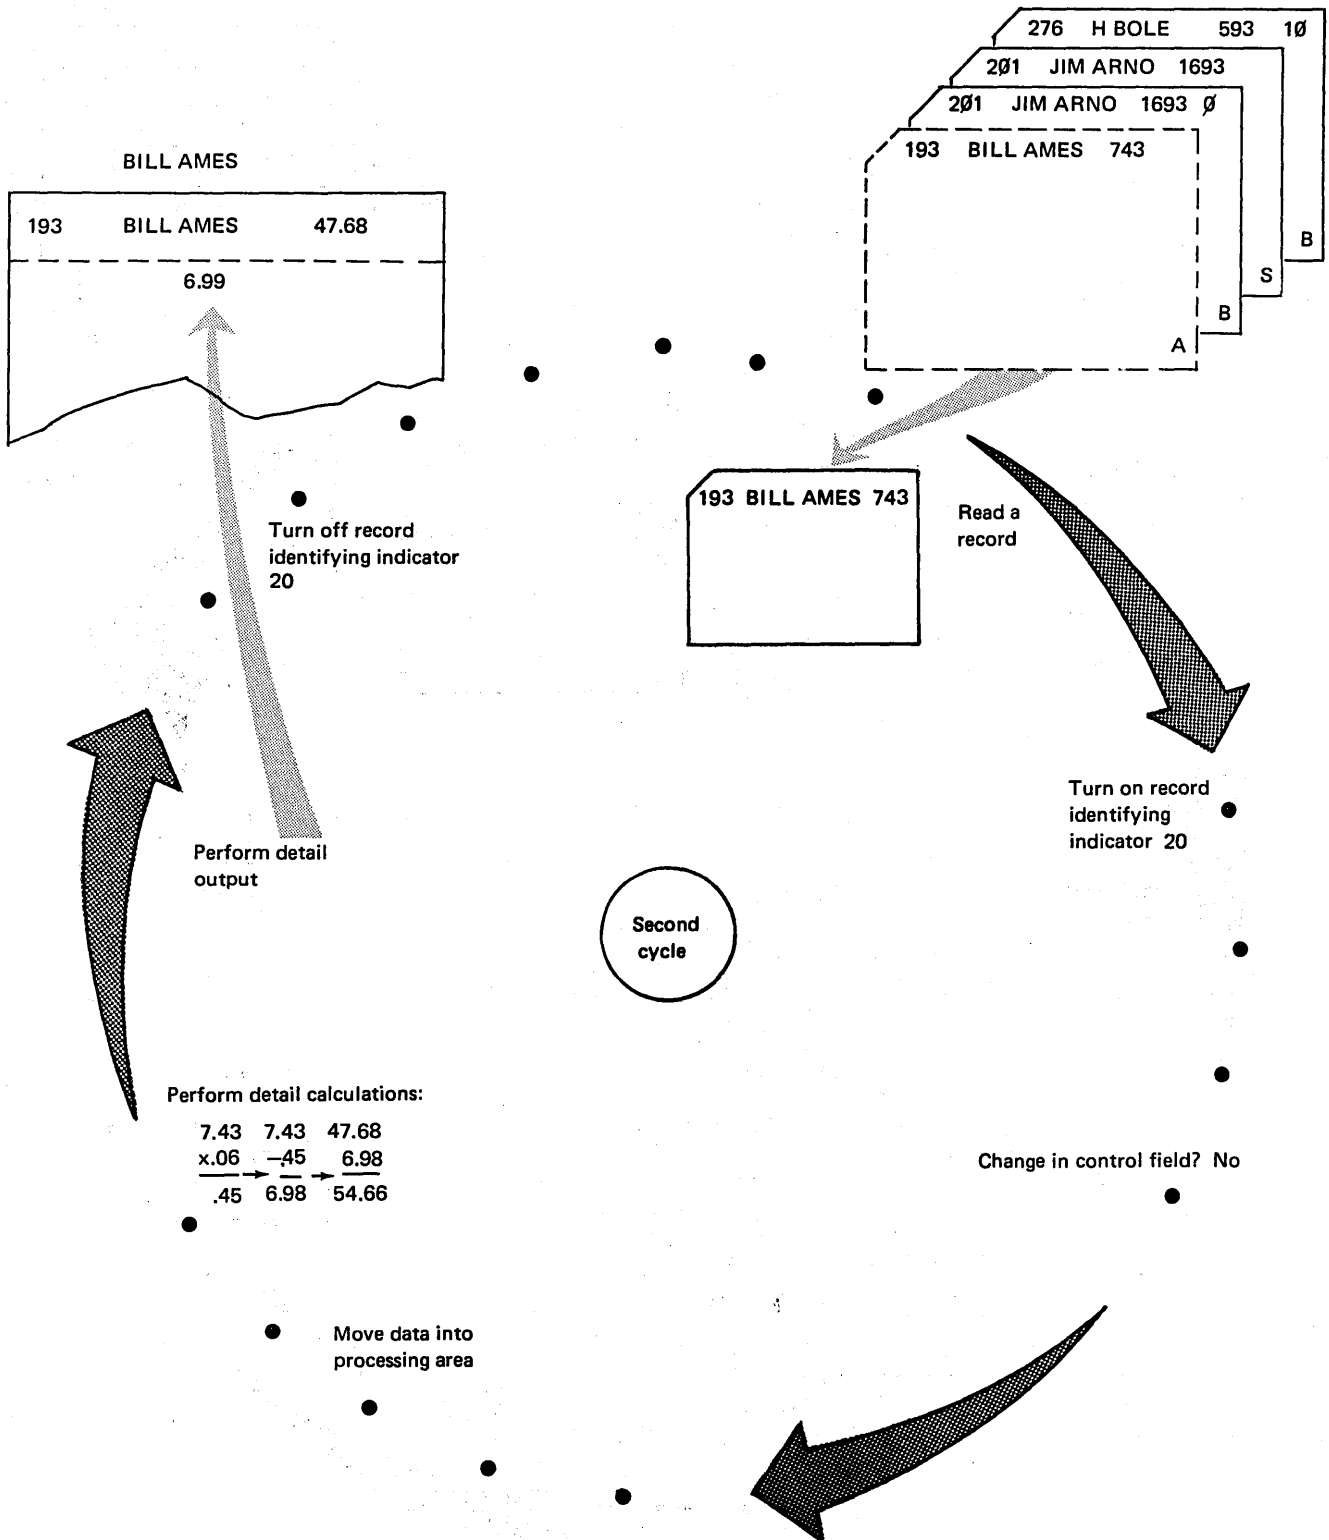 276 H BOLE 593 1Ø
2Ø1 JIM ARNO 1693
2Ø1 JIM ARNO 1693 Ø
193 BILL AMES 743
B
S
B
A
BILL AMES
193 BILL AMES 47.68
6.99
193 BILL AMES 743
Read a
record
Turn off record
identifying indicator
20
Turn on record
identifying
indicator 20
Perform detail
output
Second
cycle
Perform detail calculations:
7.43 7.43 47.68
x.06 —.45 6.98
.45 6.98 54.66
Change in control field? No
Move data into
processing area